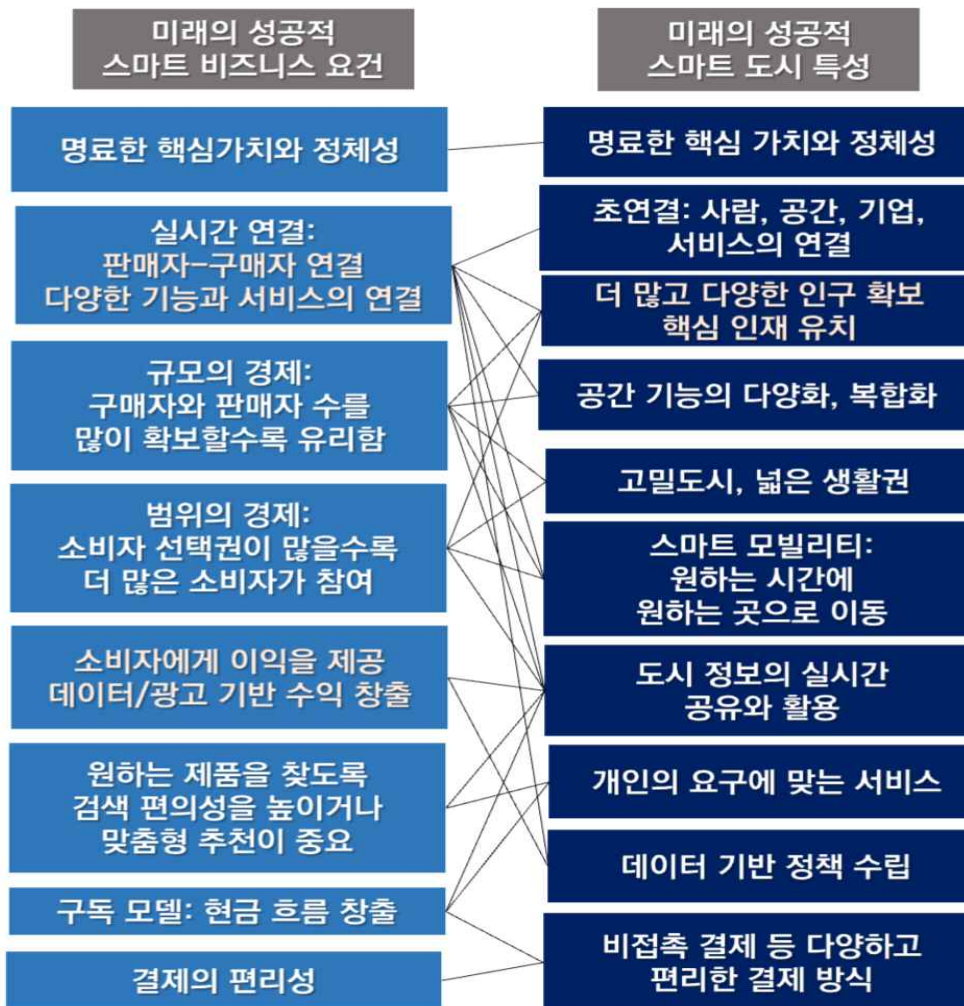 미래의 성공적
스마트 비즈니스 요건
명료한 핵심가치와 정체성
실시간 연결:
판매자-구매자 연결
다양한 기능과 서비스의 연결
규모의 경제:
구매자와 판매자 수를
많이 확보할수록 유리함
범위의 경제:
소비자 선택권이 많을수록
더 많은 소비자가 참여
소비자에게 이익을 제공
데이터/광고 기반 수익 창출
원하는 제품을 찾도록
검색 편의성을 높이거나
맞춤형 추천이 중요
구독 모델: 현금 흐름 창출
결제의 편리성
미래의 성공적
스마트 도시 특성
명료한 핵심 가치와 정체성
초연결: 사람, 공간, 기업,
서비스의 연결
더 많고 다양한 인구 확보
핵심 인재 유치
공간 기능의 다양화, 복합화
고밀도시, 넓은 생활권
스마트 모빌리티:
원하는 시간에
원하는 곳으로 이동
도시 정보의 실시간
공유와 활용
개인의 요구에 맞는 서비스
데이터 기반 정책 수립
비접촉 결제 등 다양하고
편리한 결제 방식